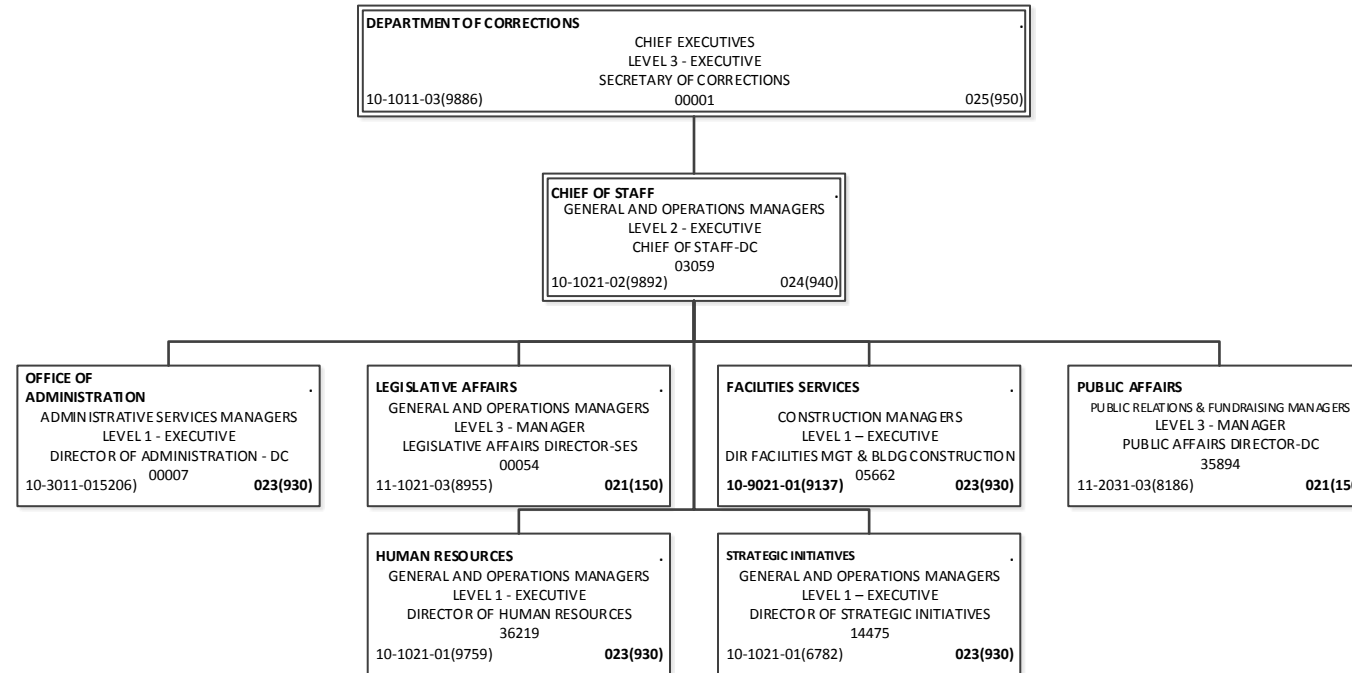 DEPARTMENT OF CORRECTIONS .
CHIEF EXECUTIVES
LEVEL 3 - EXECUTIVE
SECRETARY OF CORRECTIONS
10-1011-03(9886) 00001 025(950)
CHIEF OF STAFF .
GENERAL AND OPERATIONS MANAGERS
LEVEL 2 - EXECUTIVE
CHIEF OF STAFF-DC
03059
10-1021-02(9892) 024(940)
OFFICE OF
ADMINISTRATION .
ADMINISTRATIVE SERVICES MANAGERS
LEVEL 1 - EXECUTIVE
DIRECTOR OF ADMINISTRATION - DC
00007
10-3011-015206) 023(930)
LEGISLATIVE AFFAIRS .
GENERAL AND OPERATIONS MANAGERS
LEVEL 3 - MANAGER
LEGISLATIVE AFFAIRS DIRECTOR-SES
00054
11-1021-03(8955) 021(150)
FACILITIES SERVICES .
CONSTRUCTION MANAGERS
LEVEL 1 – EXECUTIVE
DIR FACILITIES MGT & BLDG CONSTRUCTION
05662
10-9021-01(9137) 023(930)
PUBLIC AFFAIRS
PUBLIC RELATIONS & FUNDRAISING MANAGERS
LEVEL 3 - MANAGER
PUBLIC AFFAIRS DIRECTOR-DC
35894
11-2031-03(8186)
HUMAN RESOURCES .
GENERAL AND OPERATIONS MANAGERS
LEVEL 1 - EXECUTIVE
DIRECTOR OF HUMAN RESOURCES
36219
10-1021-01(9759) 023(930)
STRATEGIC INITIATIVES .
GENERAL AND OPERATIONS MANAGERS
LEVEL 1 – EXECUTIVE
DIRECTOR OF STRATEGIC INITIATIVES
14475
10-1021-01(6782) 023(930)